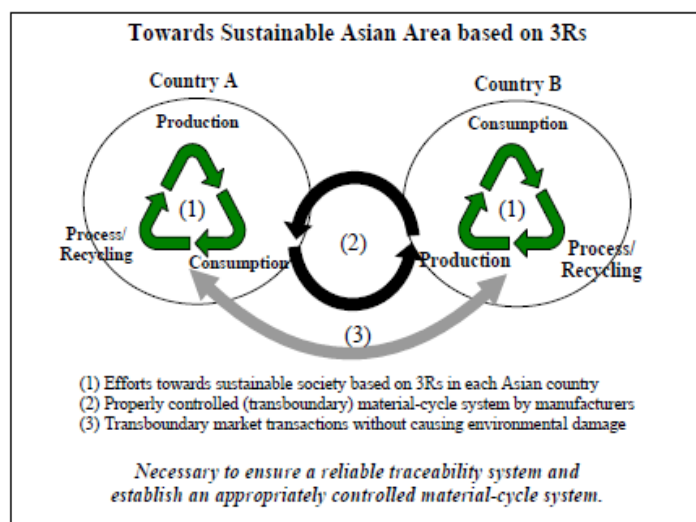 Towards Sustainable Asian Area based on 3Rs
Country A
Country B
Production
Consumption
(1)
(1)
(2)
Process/
Recycling
Consumption
Production
Process/
Recycling
(3)
(1) Efforts towards sustainable society based on 3Rs in each Asian country
(2) Properly controlled (transboundary) material-cycle system by manufacturers
(3) Transboundary market transactions without causing environmental damage
Necessary to ensure a reliable traceability system and
establish an appropriately controlled material-cycle system.